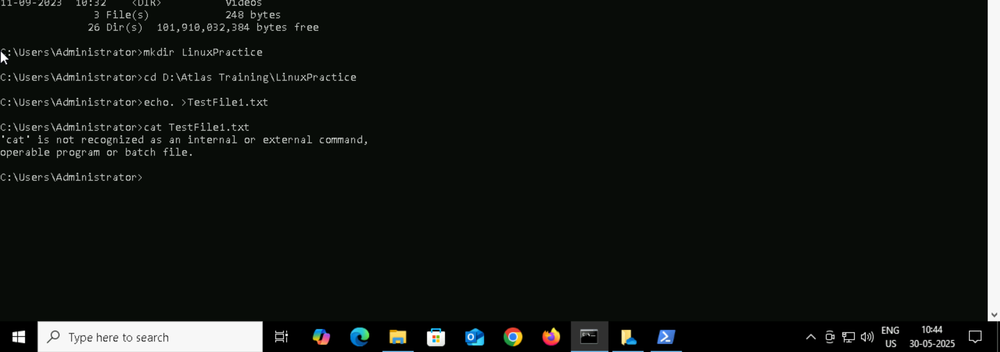 11-09-2023  10:32    <DIR>          Videos
               3 File(s)            248 bytes
              26 Dir(s)  101,910,032,384 bytes free
C:\Users\Administrator>mkdir LinuxPractice
C:\Users\Administrator>cd D:\Atlas Training\LinuxPractice
C:\Users\Administrator>echo. >TestFile1.txt
C:\Users\Administrator>cat TestFile1.txt
'cat' is not recognized as an internal or external command,
operable program or batch file.
C:\Users\Administrator>
Type here to search
ENG
US
10:44
30-05-2025